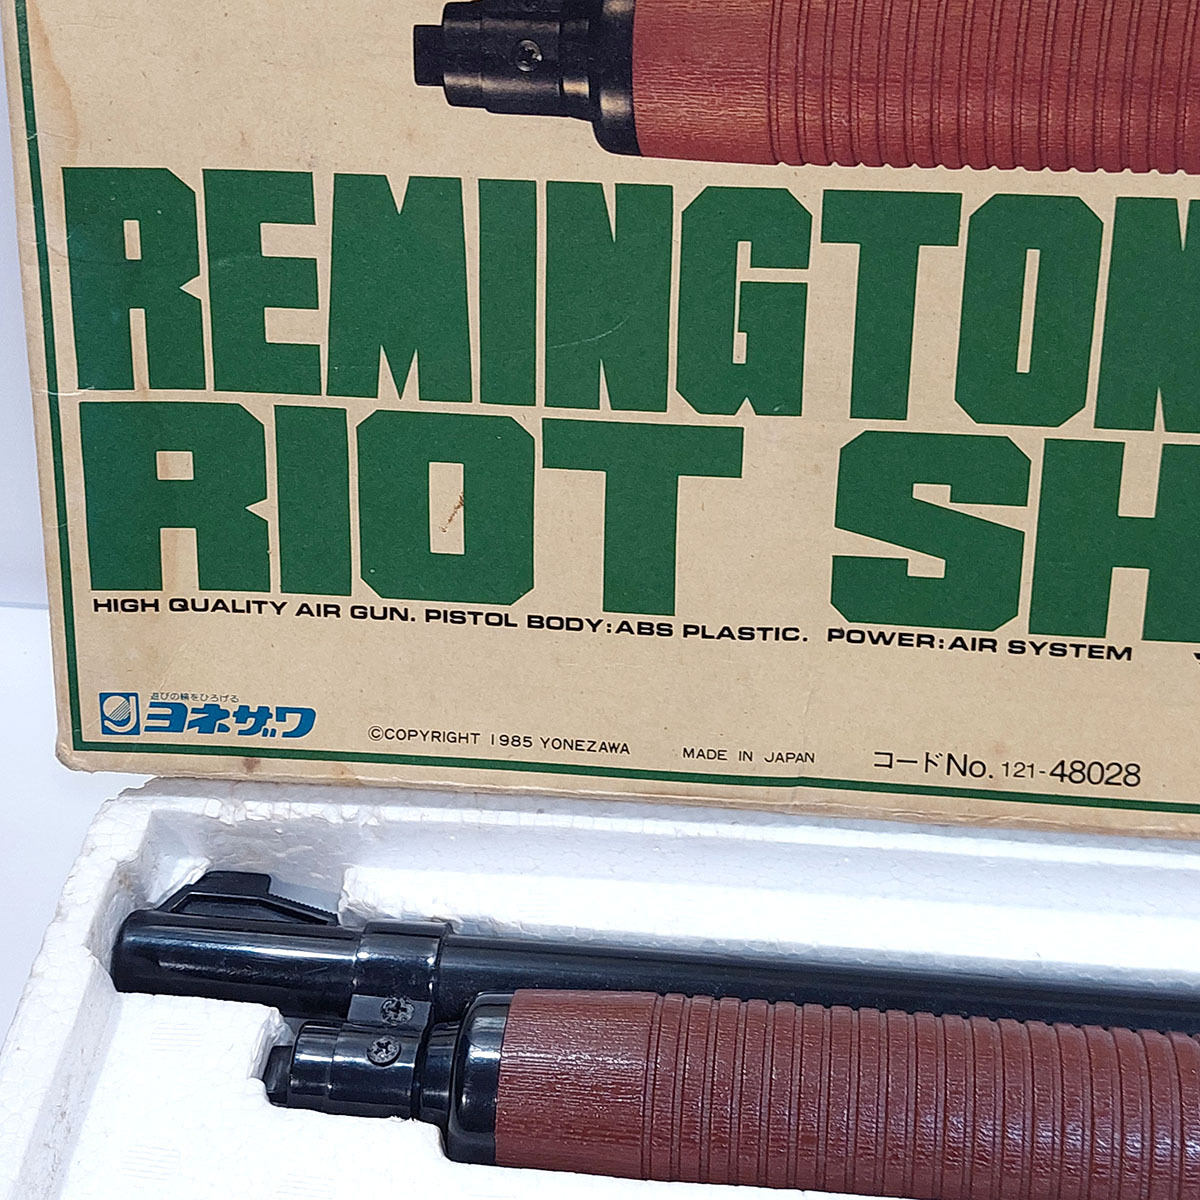 REMINGTON
RIOT SH
HIGH QUALITY AIR GUN. PISTOL BODY:ABS PLASTIC. POWER:AIR SYSTEM
遊びの輪をひろげる
ヨネザワ
©COPYRIGHT 1985 YONEZAWA
MADE IN JAPAN
コードNo. 121-48028